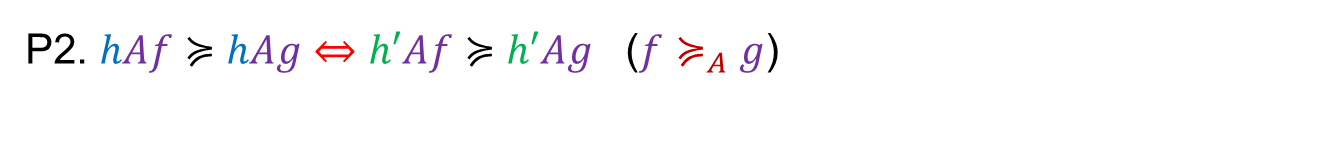 P2. hAf ≽ hAg ⇔ h′Af ≽ h′Ag (f ≽_A g)